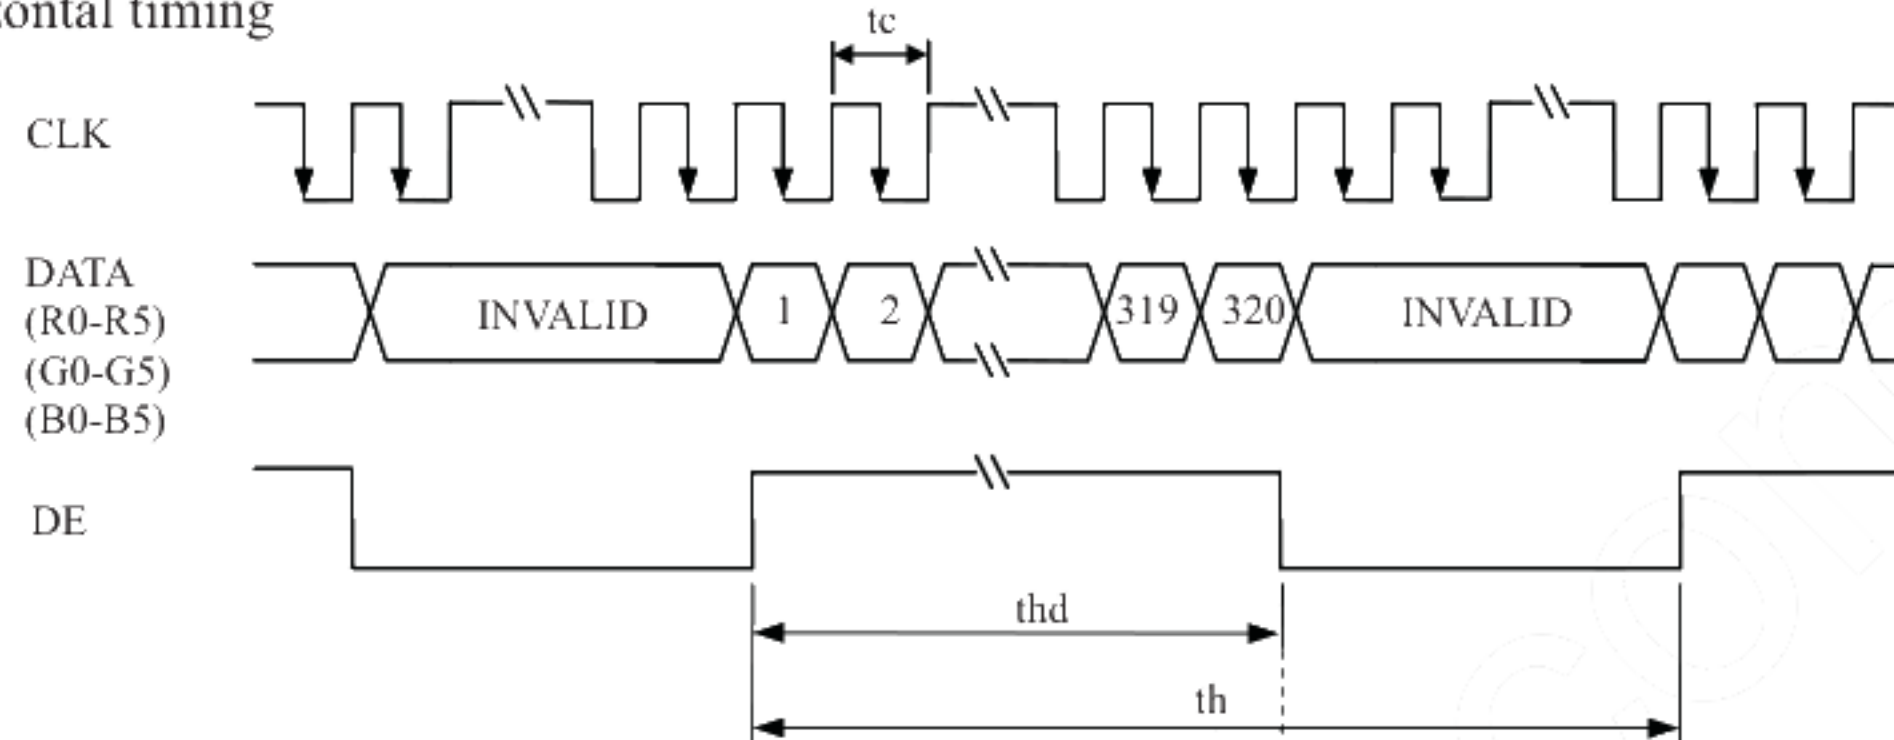 zontal timing
tc
CLK
DATA
(R0-R5)
(G0-G5)
(B0-B5)
INVALID 1 2 319 320 INVALID
DE
thd
th